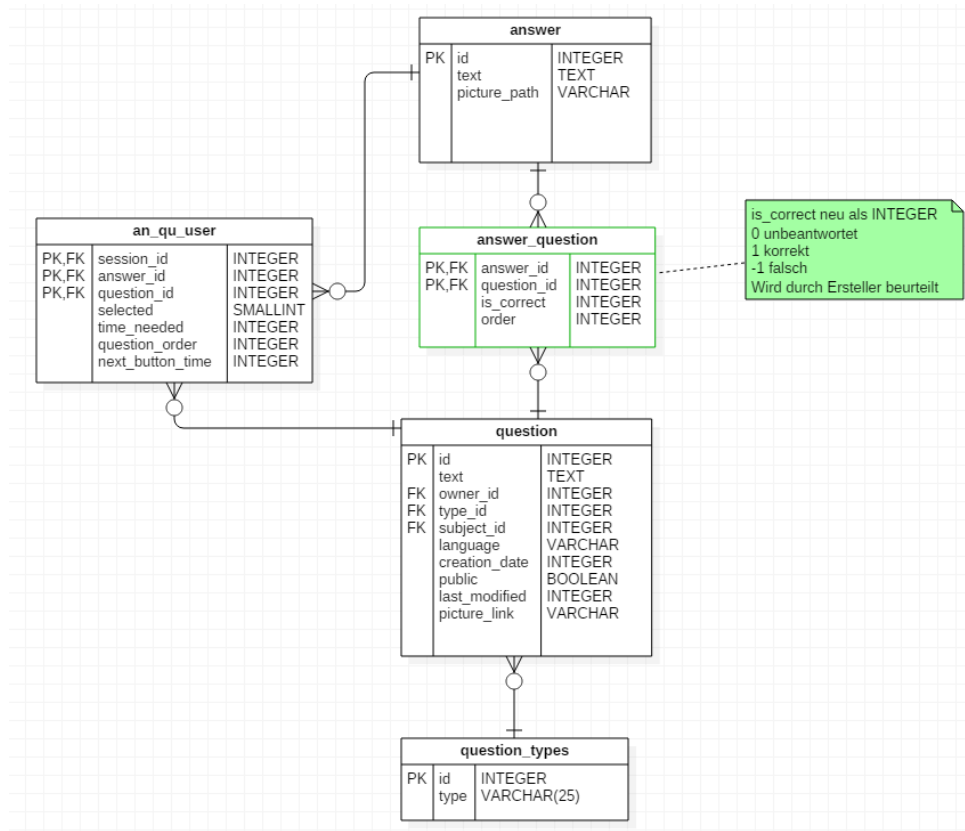 answer
PK id INTEGER
text TEXT
picture_path VARCHAR
an_qu_user
PK,FK session_id INTEGER
PK,FK answer_id INTEGER
PK,FK question_id INTEGER
selected SMALLINT
time_needed INTEGER
question_order INTEGER
next_button_time INTEGER
answer_question
PK,FK answer_id INTEGER
PK,FK question_id INTEGER
is_correct INTEGER
order INTEGER
is_correct neu als INTEGER
0 unbeantwortet
1 korrekt
-1 falsch
Wird durch Ersteller beurteilt
question
PK id INTEGER
text TEXT
FK owner_id INTEGER
FK type_id INTEGER
FK subject_id INTEGER
language VARCHAR
creation_date INTEGER
public BOOLEAN
last_modified INTEGER
picture_link VARCHAR
question_types
PK id INTEGER
type VARCHAR(25)